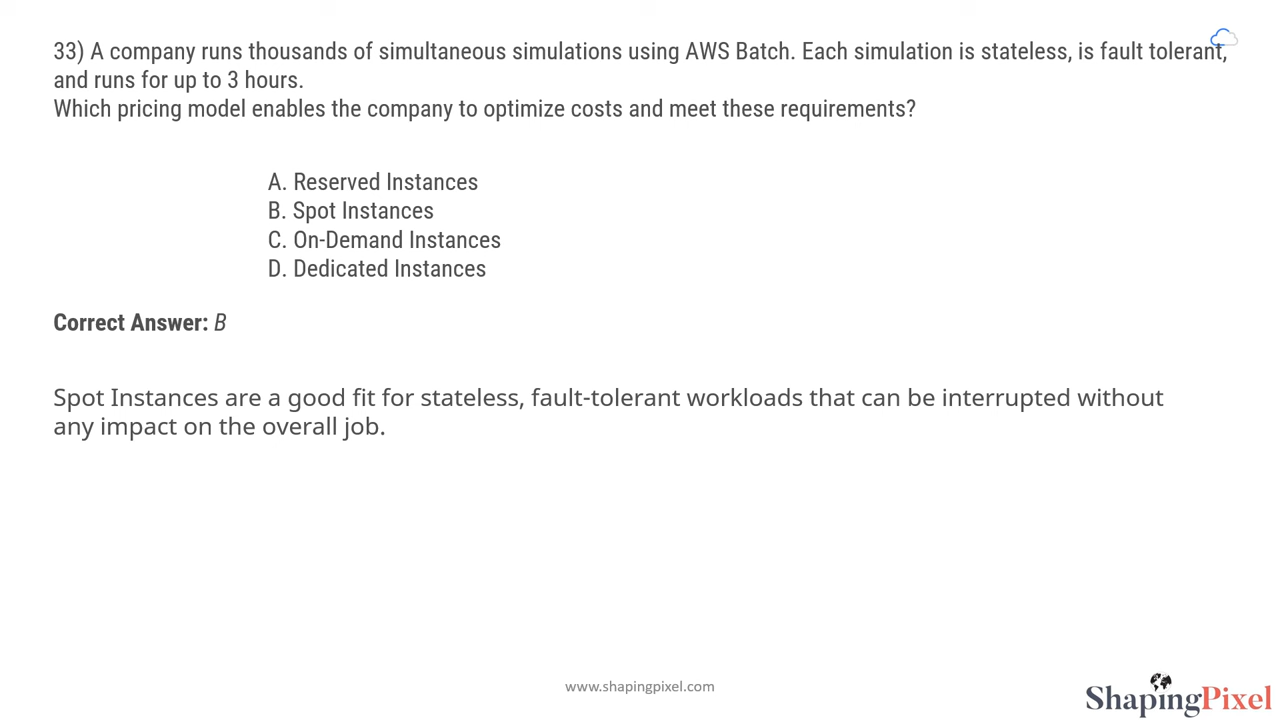 33) A company runs thousands of simultaneous simulations using AWS Batch. Each simulation is stateless, is fault tolerant,
and runs for up to 3 hours.
Which pricing model enables the company to optimize costs and meet these requirements?
A. Reserved Instances
B. Spot Instances
C. On-Demand Instances
D. Dedicated Instances
Correct Answer: B
Spot Instances are a good fit for stateless, fault-tolerant workloads that can be interrupted without
any impact on the overall job.
www.shapingpixel.com
ShapingPixel